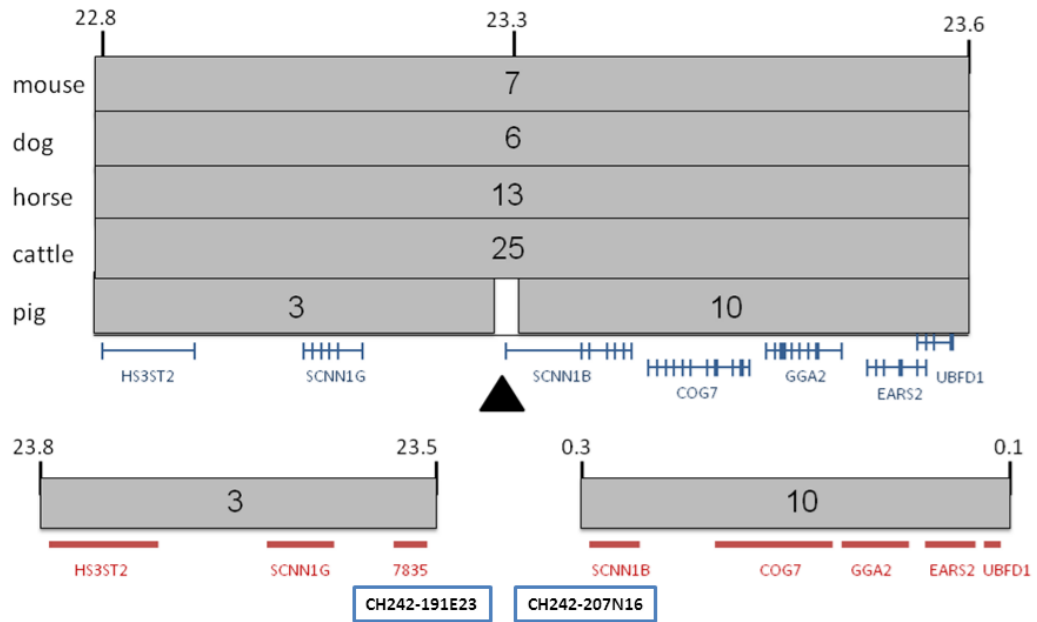 22.8 23.3 23.6
mouse 7
dog 6
horse 13
cattle 25
pig 3 10
HS3ST2 SCNN1G SCNN1B COG7 GGA2 EARS2 UBFD1
23.8 23.5 0.3 0.1
3 10
HS3ST2 SCNN1G 7835 SCNN1B COG7 GGA2 EARS2 UBFD1
CH242-191E23 CH242-207N16